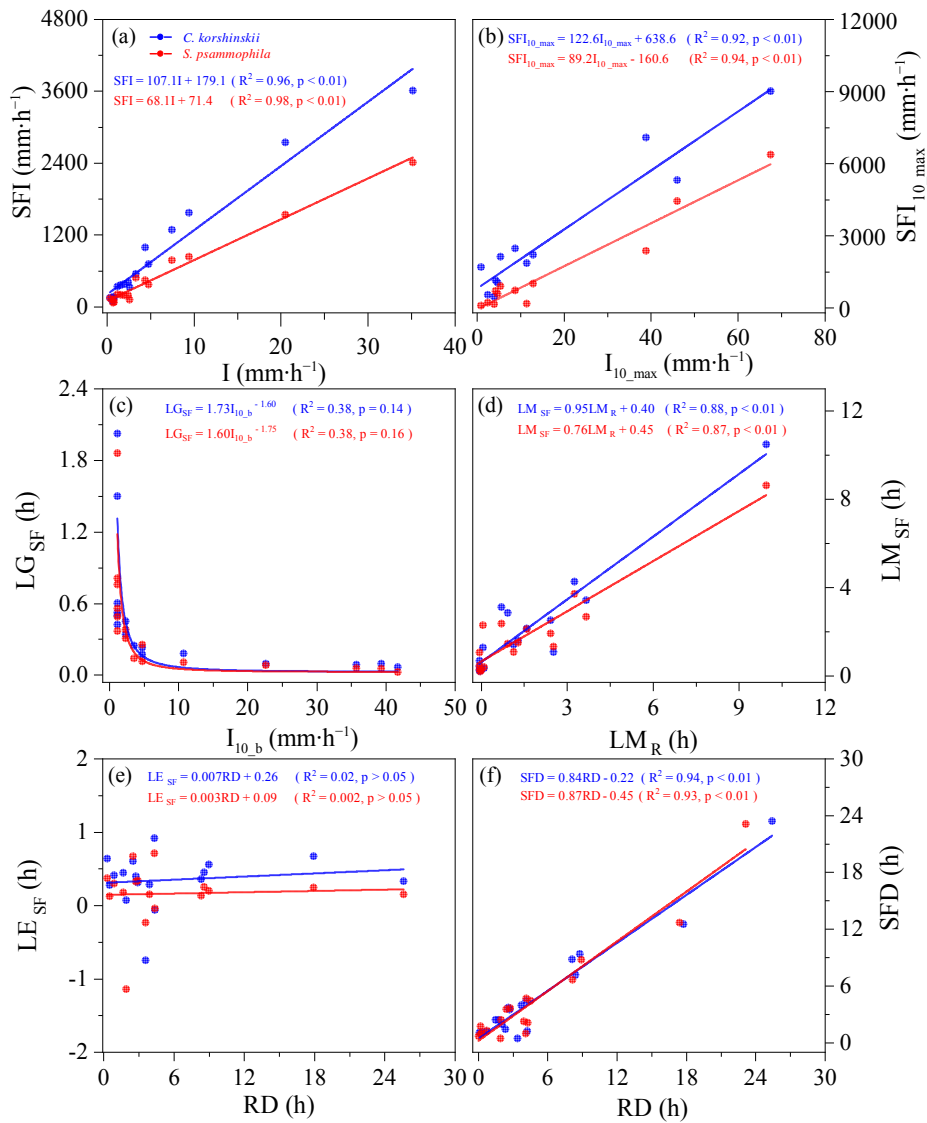 (a)
C. korshinskii
S. psammophila
SFI = 107.1I + 179.1 ( R² = 0.96, p < 0.01)
SFI = 68.1I + 71.4 ( R² = 0.98, p < 0.01)
4800
3600
2400
1200
0
SFI (mm·h⁻¹)
0 10 20 30 40
I (mm·h⁻¹)
(b)
SFI10_max = 122.6I10_max + 638.6 ( R² = 0.92, p < 0.01)
SFI10_max = 89.2I10_max - 160.6 (R² = 0.94, p < 0.01)
12000
9000
6000
3000
0
SFI10_max (mm·h⁻¹)
0 20 40 60 80
I10_max (mm·h⁻¹)
(c)
LGSF = 1.73I10_b - 1.60 ( R² = 0.38, p = 0.14)
LGSF = 1.60I10_b - 1.75 ( R² = 0.38, p = 0.16)
2.4
1.8
1.2
0.6
0.0
LGSF (h)
0 10 20 30 40 50
I10_b (mm·h⁻¹)
(d)
LM SF = 0.95LM R + 0.40 ( R² = 0.88, p < 0.01)
LM SF = 0.76LM R + 0.45 ( R² = 0.87, p < 0.01 )
12
8
4
0
LMSF (h)
0 3 6 9 12
LMR (h)
(e)
LE SF = 0.007RD + 0.26 ( R² = 0.02, p > 0.05)
LE SF = 0.003RD + 0.09 ( R² = 0.002, p > 0.05)
2
1
0
-1
-2
LE SF (h)
0 6 12 18 24 30
RD (h)
(f)
SFD = 0.84RD - 0.22 ( R² = 0.94, p < 0.01)
SFD = 0.87RD - 0.45 ( R² = 0.93, p < 0.01)
30
24
18
12
6
0
SFD (h)
0 6 12 18 24 30
RD (h)